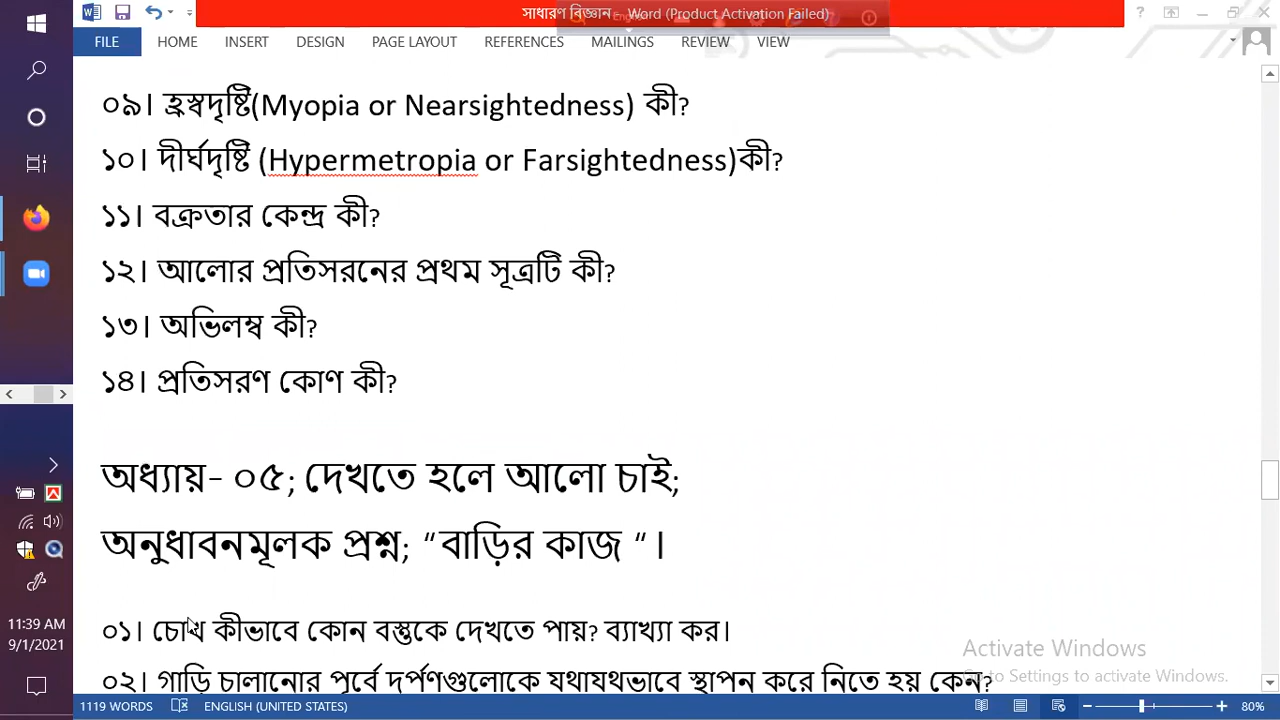 সাধারণ বিজ্ঞান - Word (Product Activation Failed)
FILE HOME INSERT DESIGN PAGE LAYOUT REFERENCES MAILINGS REVIEW VIEW
০৯। হ্রস্বদৃষ্টি(Myopia or Nearsightedness) কী?
১০। দীর্ঘদৃষ্টি (Hypermetropia or Farsightedness)কী?
১১। বক্রতার কেন্দ্র কী?
১২। আলোর প্রতিসরনের প্রথম সূত্রটি কী?
১৩। অভিলম্ব কী?
১৪। প্রতিসরণ কোণ কী?
অধ্যায়- ০৫; দেখতে হলে আলো চাই;
অনুধাবনমূলক প্রশ্ন; “বাড়ির কাজ “।
০১। চোখ কীভাবে কোন বস্তুকে দেখতে পায়? ব্যাখ্যা কর।
০২। গাড়ি চালানোর পূর্বে দর্পণগুলোকে যথাযথভাবে স্থাপন করে নিতে হয় কেন?
Activate Windows
Go to Settings to activate Windows.
11:39 AM
9/1/2021
1119 WORDS ENGLISH (UNITED STATES) 80%